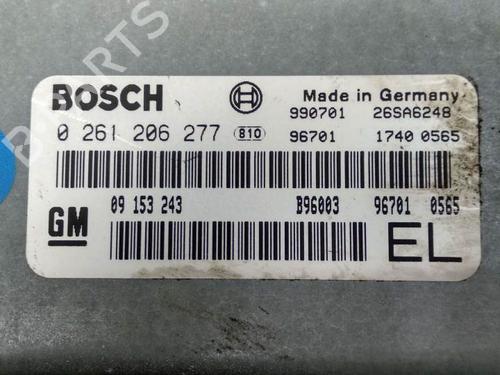 BOSCH Made in Germany
990701 26SA6248
0 261 206 277 810 96701 1740 0565
09 153 243 B96003 96701 0565
GM EL